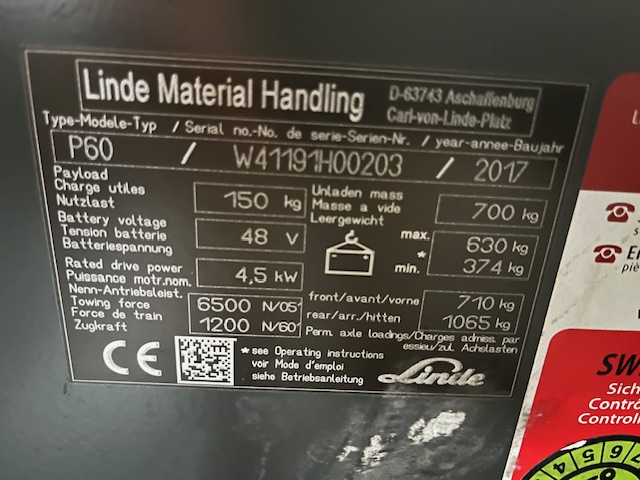 Linde Material Handling
D-63743 Aschaffenburg
Carl-von-Linde-Platz
Type-Modele-Typ / Serial no.-No. de serie-Serien-Nr. / year-annee-Baujahr
P60 / W41191H00203 / 2017
Payload
Charge utiles
Nutzlast
150 kg
Unladen mass
Masse a vide
Leergewicht
700 kg
Battery voltage
Tension batterie
Batteriespannung
48 V
max. 630 kg
*
min. 374 kg
Rated drive power
Puissance motr.nom.
Nenn-Antriebsleist.
4,5 kW
Towing force
Force de train
Zugkraft
6500 N/05'
1200 N/60'
front/avant/vorne 710 kg
rear/arr./hitten 1065 kg
Perm. axle loadings/Charges admiss. par
essieu/zul. Achslasten
CE
*see Operating instructions
voir Mode d'emploi
siehe Betriebsanleitung
Linde
SW
Sich
Contrô
Control